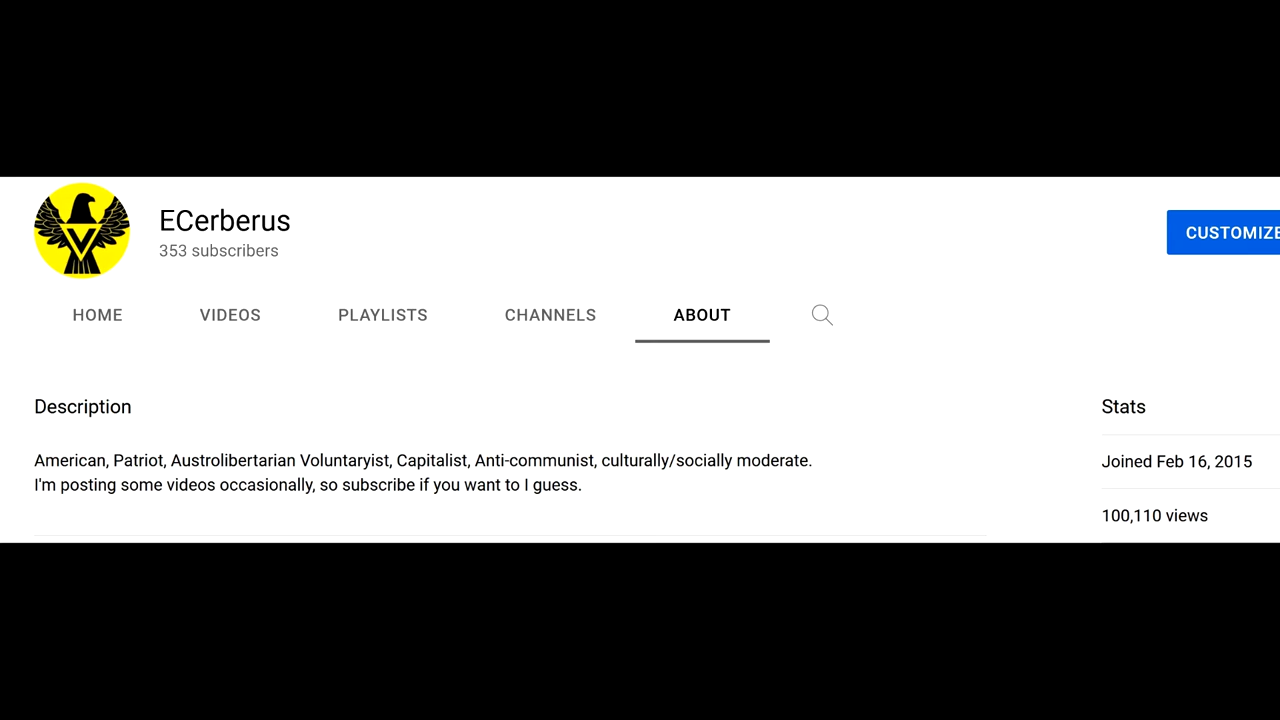 ECerberus
353 subscribers
CUSTOMIZE
HOME VIDEOS PLAYLISTS CHANNELS ABOUT
Description
American, Patriot, Austrolibertarian Voluntaryist, Capitalist, Anti-communist, culturally/socially moderate.
I'm posting some videos occasionally, so subscribe if you want to I guess.
Stats
Joined Feb 16, 2015
100,110 views